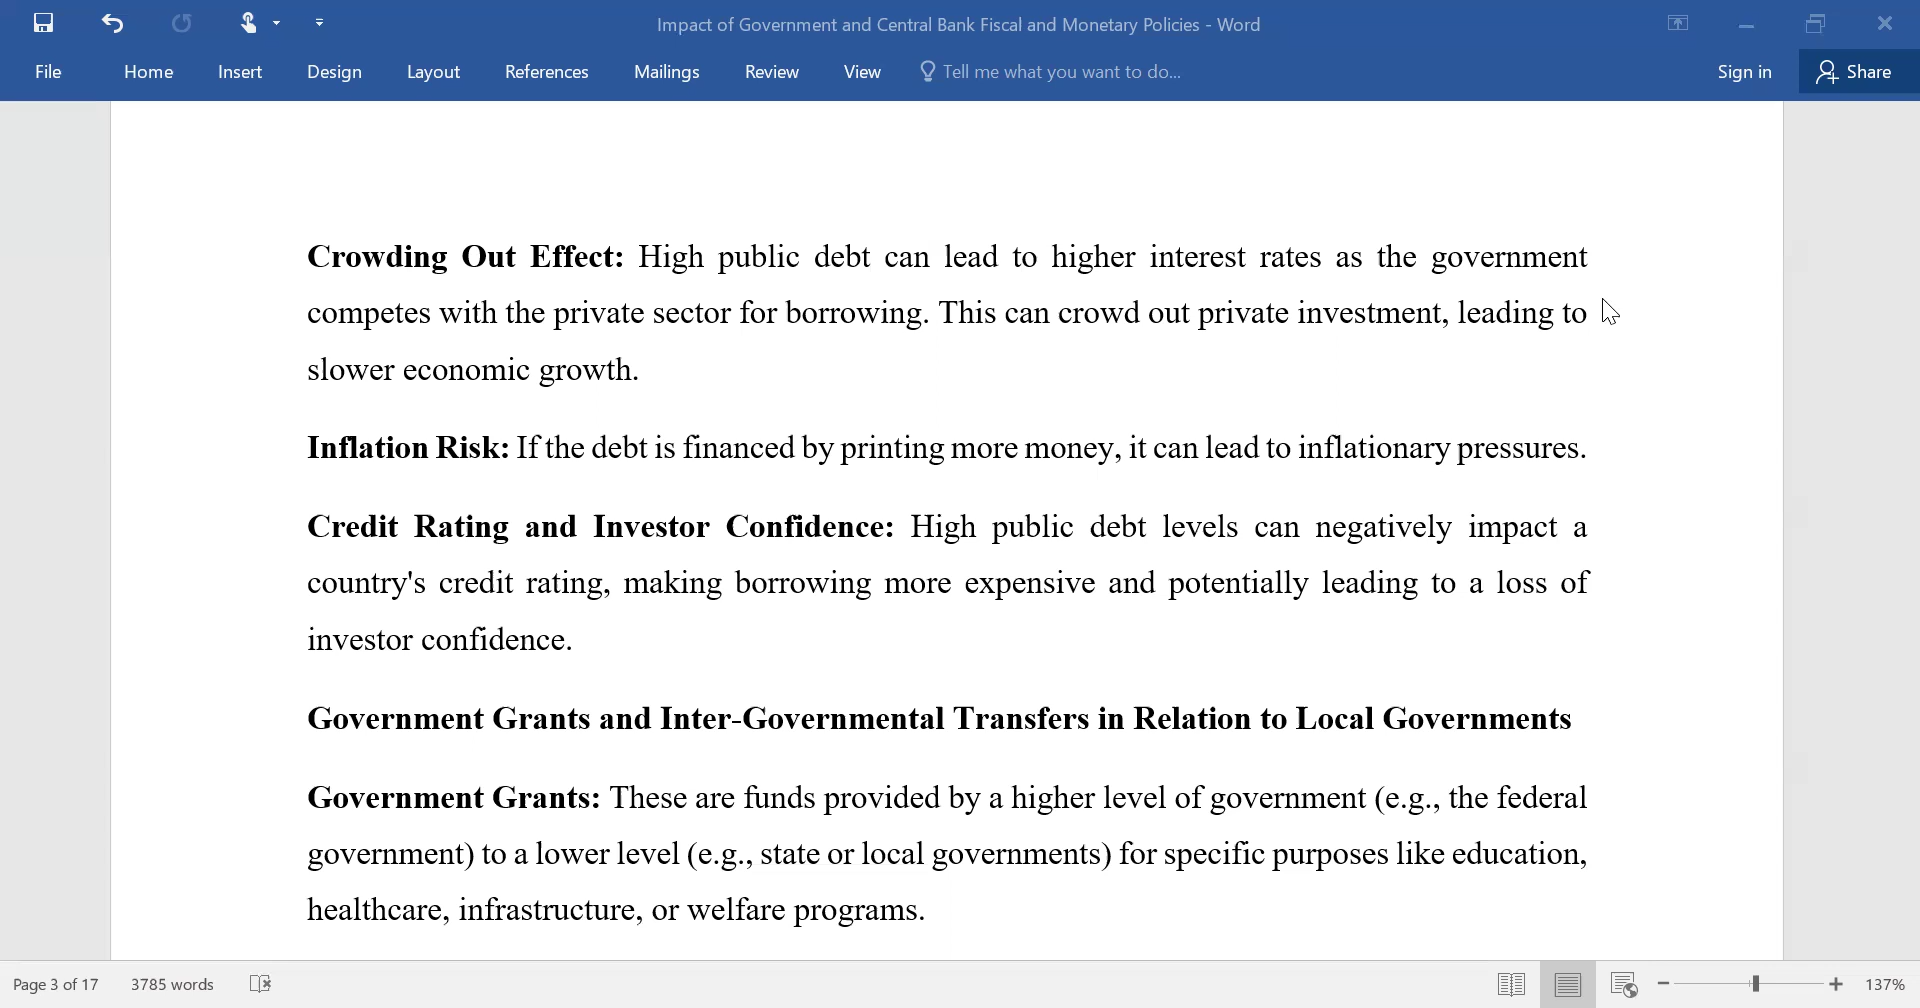 Impact of Government and Central Bank Fiscal and Monetary Policies - Word
File Home Insert Design Layout References Mailings Review View Tell me what you want to do... Sign in Share
Crowding Out Effect: High public debt can lead to higher interest rates as the government
competes with the private sector for borrowing. This can crowd out private investment, leading to
slower economic growth.
Inflation Risk: If the debt is financed by printing more money, it can lead to inflationary pressures.
Credit Rating and Investor Confidence: High public debt levels can negatively impact a
country's credit rating, making borrowing more expensive and potentially leading to a loss of
investor confidence.
Government Grants and Inter-Governmental Transfers in Relation to Local Governments
Government Grants: These are funds provided by a higher level of government (e.g., the federal
government) to a lower level (e.g., state or local governments) for specific purposes like education,
healthcare, infrastructure, or welfare programs.
Page 3 of 17 3785 words 137%